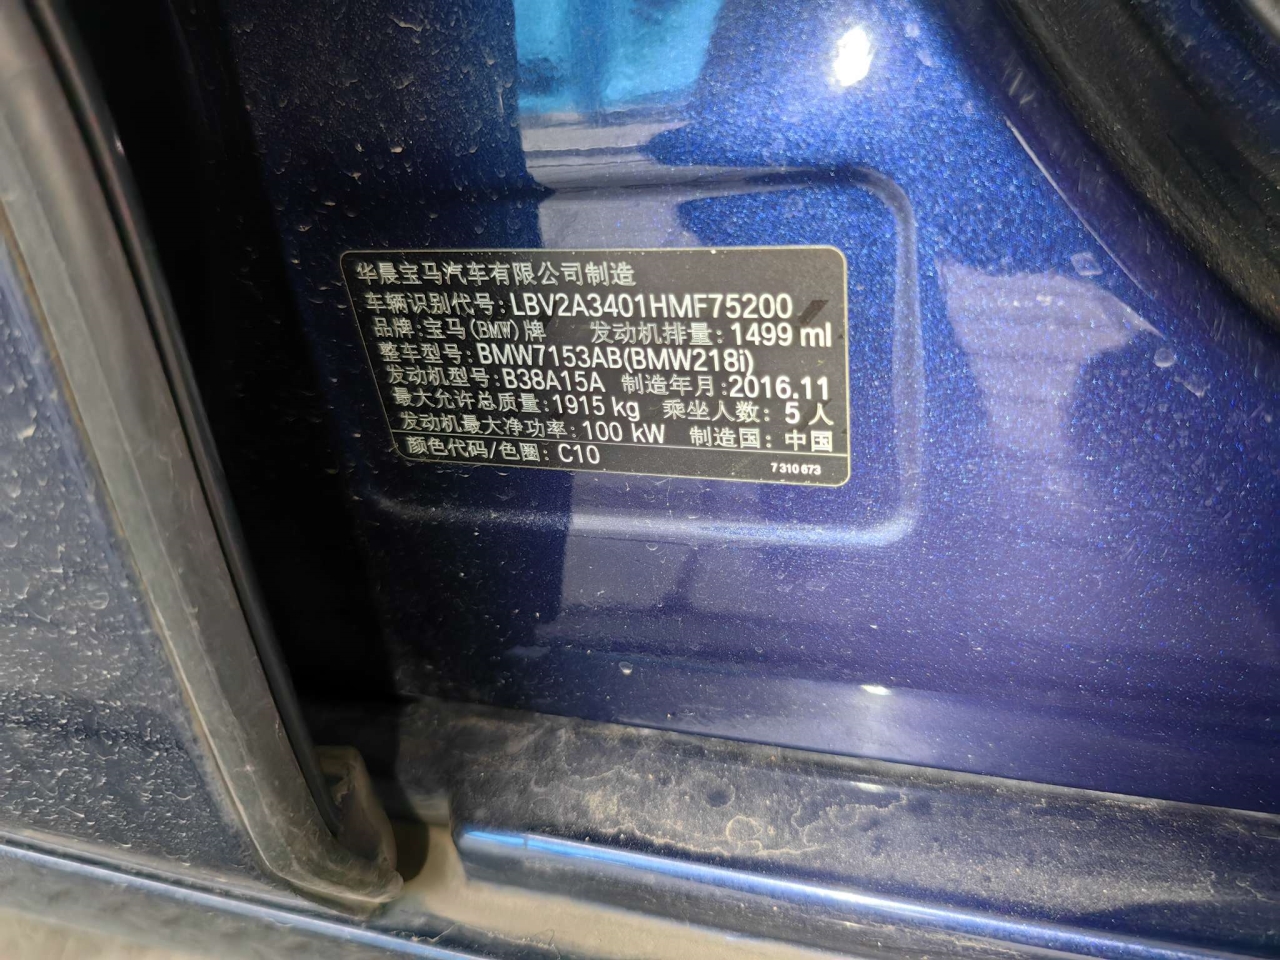 华晨宝马汽车有限公司制造
车辆识别代号: LBV2A3401HMF75200
品牌: 宝马(BMW)牌 发动机排量: 1499 ml
整车型号: BMW7153AB(BMW218i)
发动机型号: B38A15A 制造年月: 2016.11
最大允许总质量: 1915 kg 乘坐人数: 5 人
发动机最大净功率: 100 kW 制造国: 中国
颜色代码/色圈: C10
7 310 673